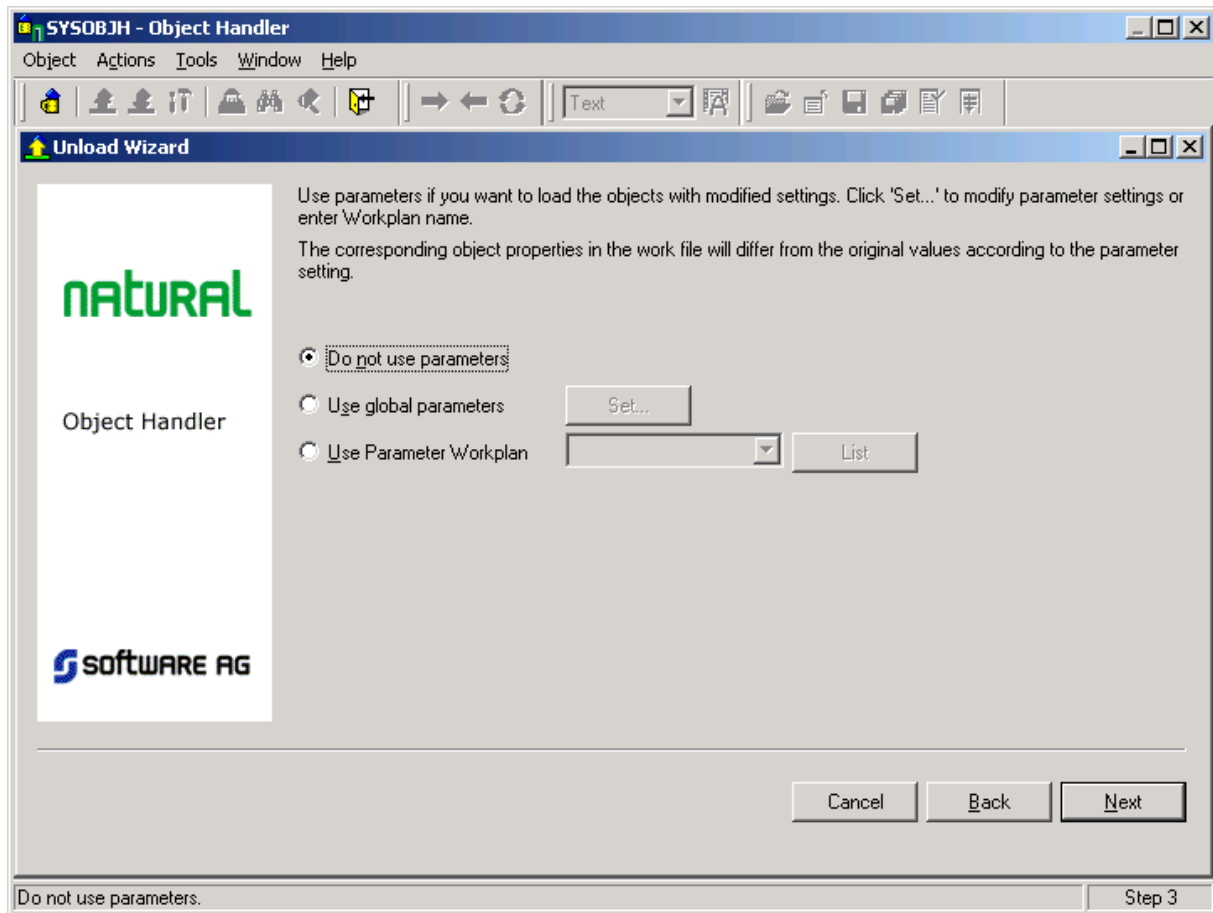 SYSOBJH - Object Handler
Object Actions Tools Window Help
Text
Unload Wizard
Use parameters if you want to load the objects with modified settings. Click 'Set...' to modify parameter settings or
enter Workplan name.
The corresponding object properties in the work file will differ from the original values according to the parameter
setting.
natural
Do not use parameters
Use global parameters Set...
Object Handler
Use Parameter Workplan List
software AG
Cancel Back Next
Do not use parameters. Step 3